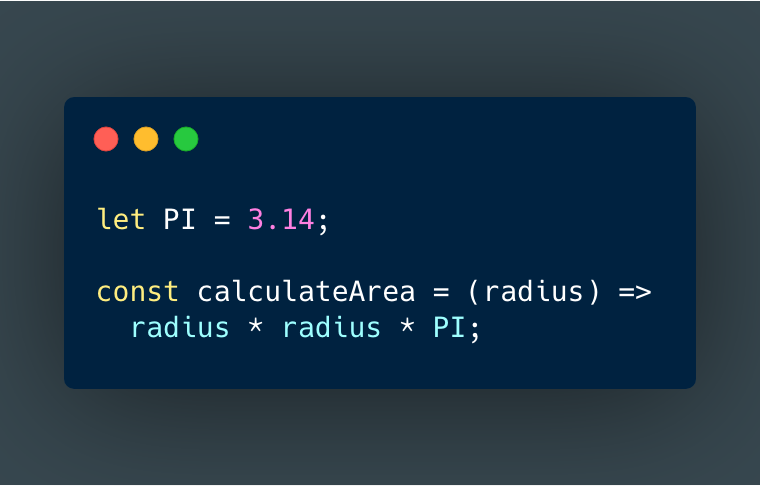 let PI = 3.14;
const calculateArea = (radius) =>
radius * radius * PI;